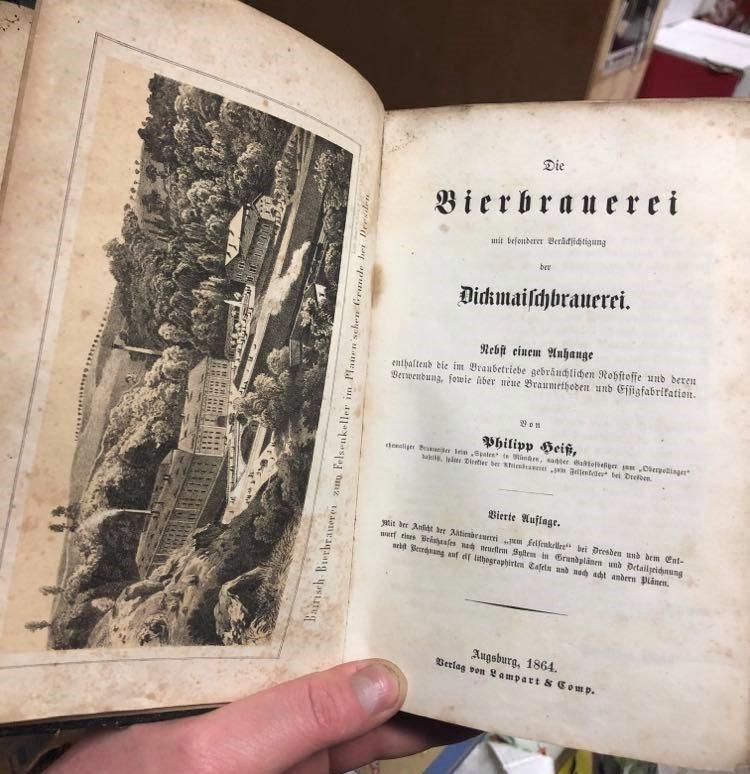 Bairisch-Bierbrauerei zum Felsenkeller im Plauen'schen Grunde bei Dresden.
Die
Bierbrauerei
mit besonderer Berücksichtigung
der
Dickmaischbrauerei.
Nebst einem Anhange
enthaltend die im Braubetriebe gebräuchlichen Rohstoffe und deren
Verwendung, sowie über neue Braumethoden und Essigfabrikation.
Von
Philipp Heiß,
ehemaliger Braumeister beim „Spaten“ in München, nachher Gasthofbesitzer zum „Oberpollinger“
daselbst, später Direktor der Aktienbrauerei „zum Felsenkeller“ bei Dresden.
Vierte Auflage.
Mit der Ansicht der Aktienbrauerei „zum Felsenkeller“ bei Dresden und dem Ent-
wurf eines Bräuhauses nach neuestem System in Grundplänen und Detailzeichnung
nebst Berechnung auf elf lithographirten Tafeln und noch acht andern Plänen.
Augsburg, 1864.
Verlag von Lampart & Comp.